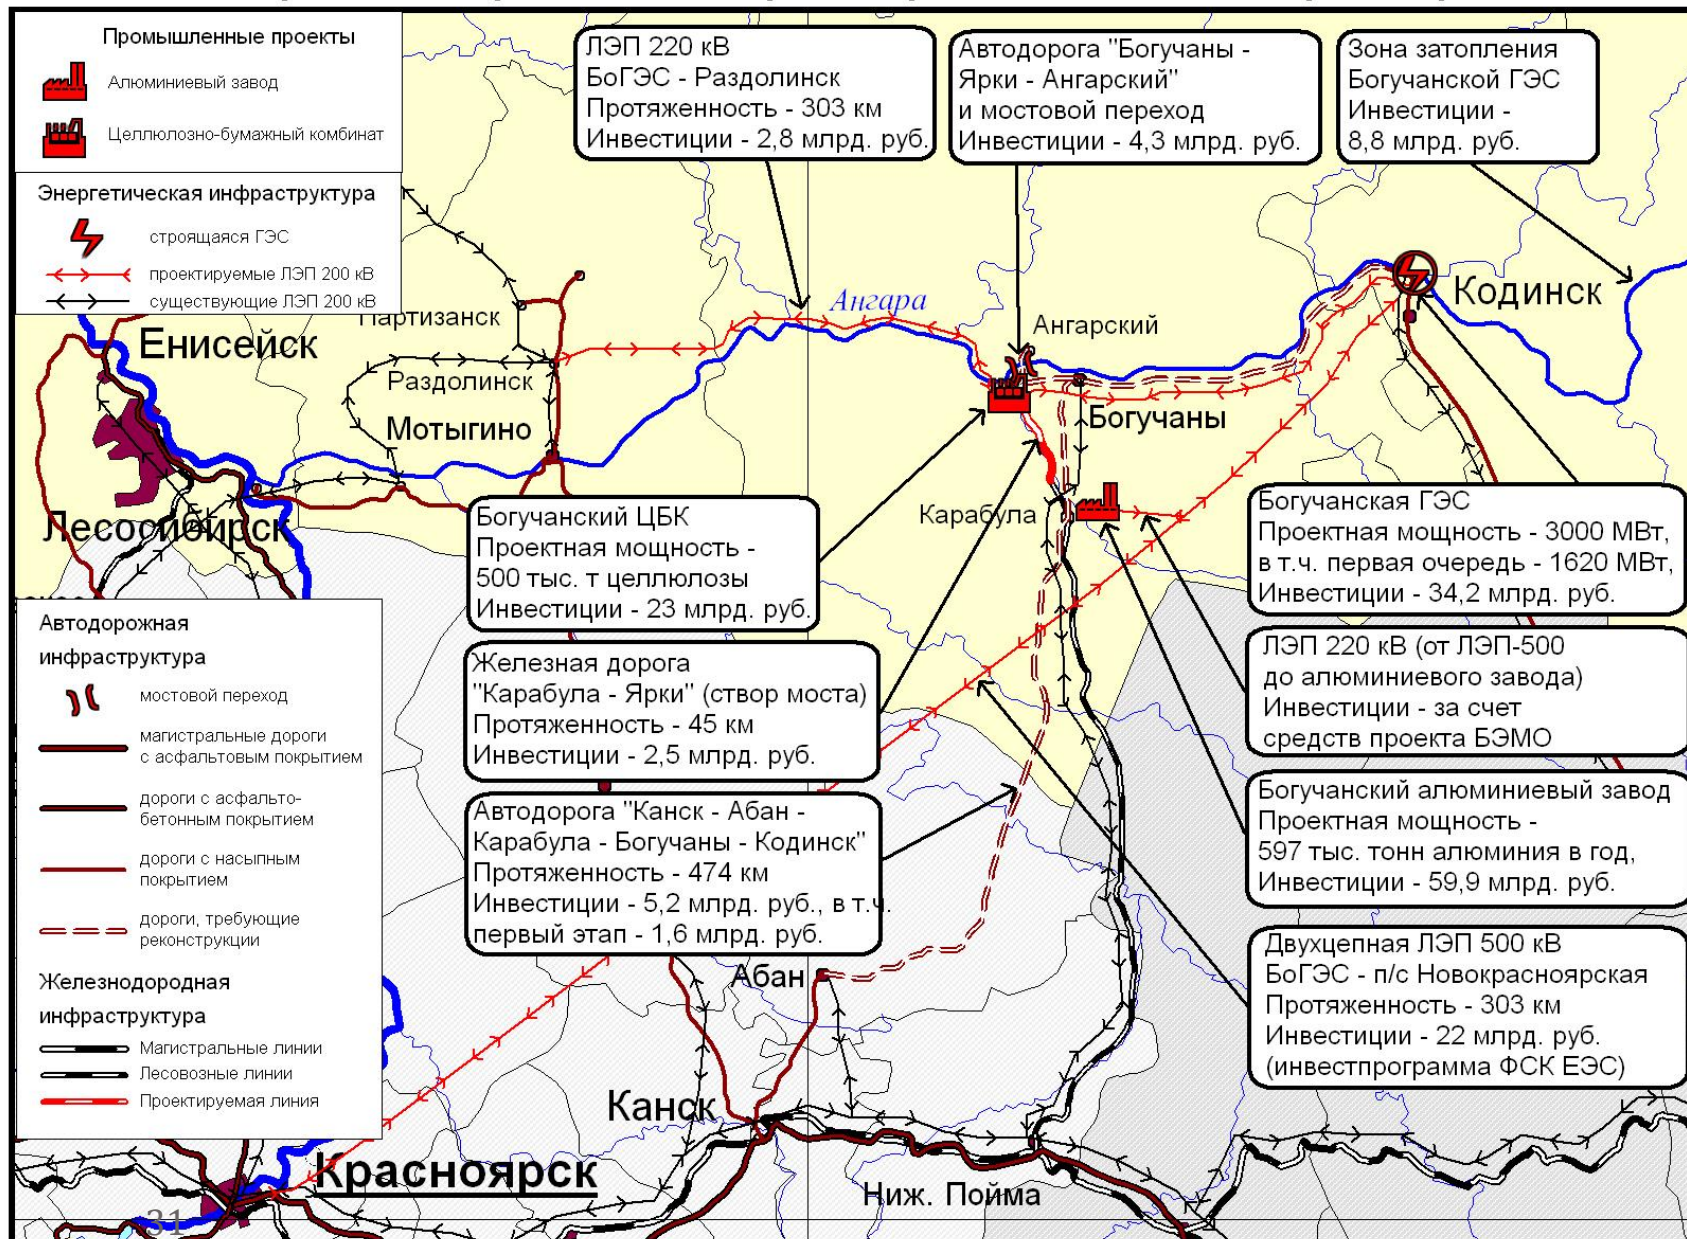 Промышленные проекты
Алюминиевый завод
Целлюлозно-бумажный комбинат
Энергетическая инфраструктура
строящаяся ГЭС
проектируемые ЛЭП 200 кВ
существующие ЛЭП 200 кВ
ЛЭП 220 кВ
БоГЭС - Раздолинск
Протяженность - 303 км
Инвестиции - 2,8 млрд. руб.
Автодорога "Богучаны -
Ярки - Ангарский"
и мостовой переход
Инвестиции - 4,3 млрд. руб.
Зона затопления
Богучанской ГЭС
Инвестиции -
8,8 млрд. руб.
Ангара
Кодинск
Партизанск
Ангарский
Енисейск
Раздолинск
Мотыгино
Богучаны
Лесосибирск
Карабула
Богучанский ЦБК
Проектная мощность -
500 тыс. т целлюлозы
Инвестиции - 23 млрд. руб.
Богучанская ГЭС
Проектная мощность - 3000 МВт,
в т.ч. первая очередь - 1620 МВт,
Инвестиции - 34,2 млрд. руб.
Железная дорога
"Карабула - Ярки" (створ моста)
Протяженность - 45 км
Инвестиции - 2,5 млрд. руб.
ЛЭП 220 кВ (от ЛЭП-500
до алюминиевого завода)
Инвестиции - за счет
средств проекта БЭМО
Автодорога "Канск - Абан -
Карабула - Богучаны - Кодинск"
Протяженность - 474 км
Инвестиции - 5,2 млрд. руб., в т.ч.
первый этап - 1,6 млрд. руб.
Богучанский алюминиевый завод
Проектная мощность -
597 тыс. тонн алюминия в год,
Инвестиции - 59,9 млрд. руб.
Двухцепная ЛЭП 500 кВ
БоГЭС - п/с Новокрасноярская
Протяженность - 303 км
Инвестиции - 22 млрд. руб.
(инвестпрограмма ФСК ЕЭС)
Автодорожная
инфраструктура
мостовой переход
магистральные дороги
с асфальтовым покрытием
дороги с асфальто-
бетонным покрытием
дороги с насыпным
покрытием
дороги, требующие
реконструкции
Железнодородная
инфраструктура
Магистральные линии
Лесовозные линии
Проектируемая линия
Абан
Канск
Красноярск
Ниж. Пойма
31